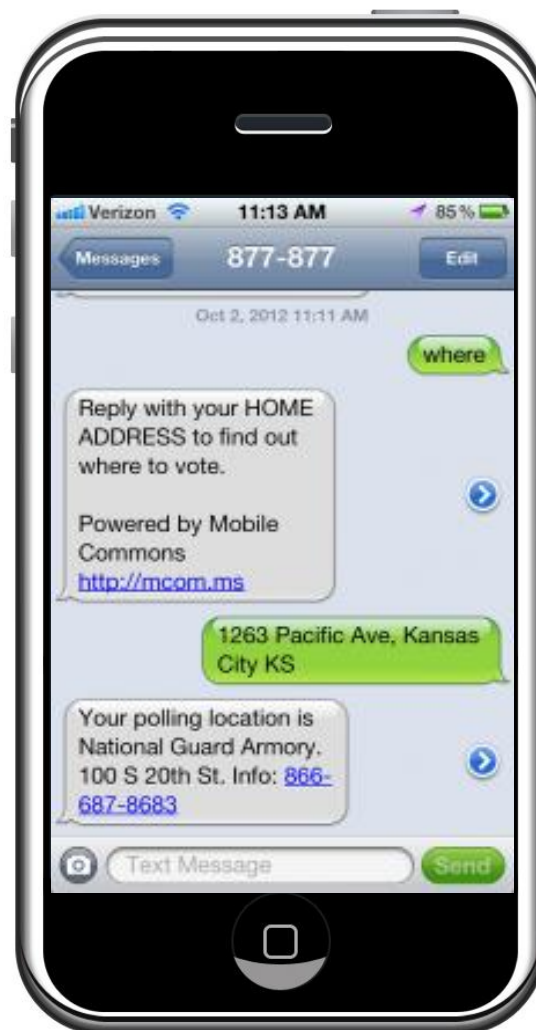 Verizon 11:13 AM 85%
Messages 877-877 Edit
Oct 2, 2012 11:11 AM
where
Reply with your HOME
ADDRESS to find out
where to vote.
Powered by Mobile
Commons
http://mcom.ms
1263 Pacific Ave, Kansas
City KS
Your polling location is
National Guard Armory.
100 S 20th St. Info: 866-
687-8683
Text Message Send